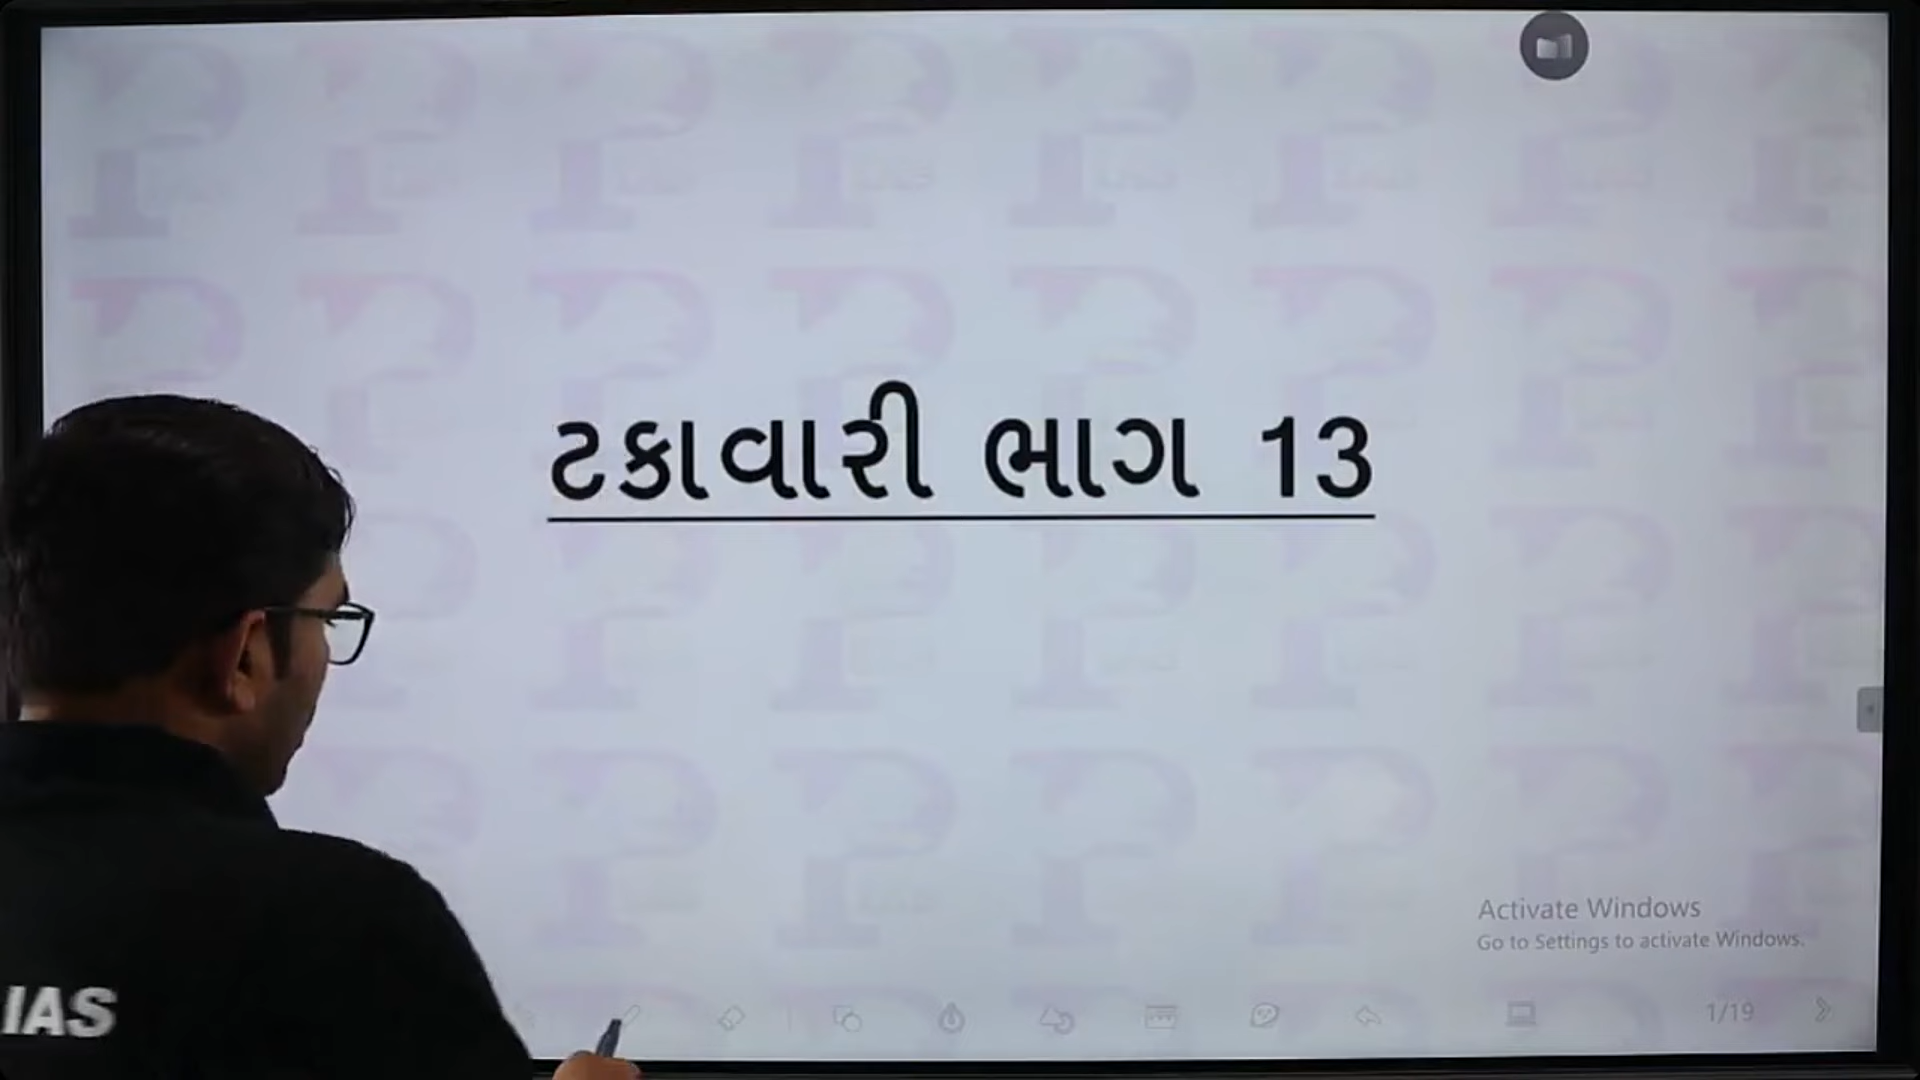 ટકાવારી ભાગ 13
Activate Windows
Go to Settings to activate Windows.
1/19
IAS